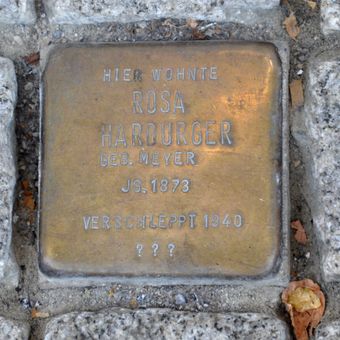 HIER WOHNTE
ROSA
HARBURGER
GEB. MEYER
JG. 1873
VERSCHLEPPT 1940
? ? ?